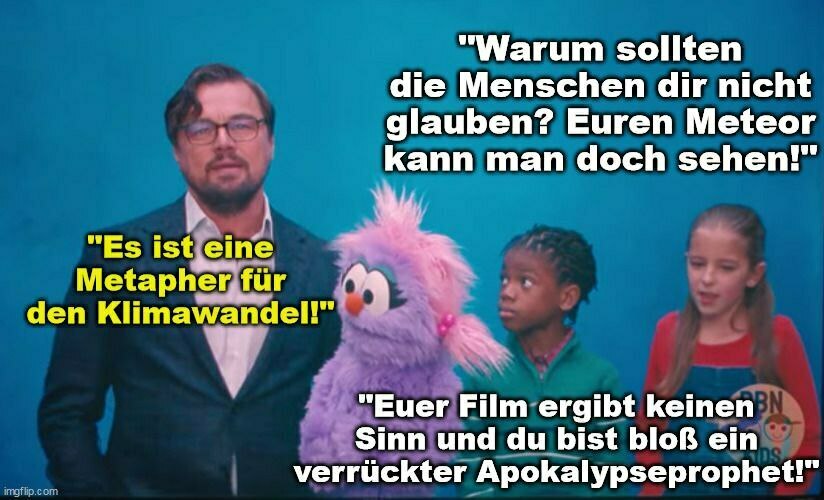 "Warum sollten
die Menschen dir nicht
glauben? Euren Meteor
kann man doch sehen!"
"Es ist eine
Metapher für
den Klimawandel!"
"Euer Film ergibt keinen
Sinn und du bist bloß ein
verrückter Apokalypseprophet!"
imgflip.com